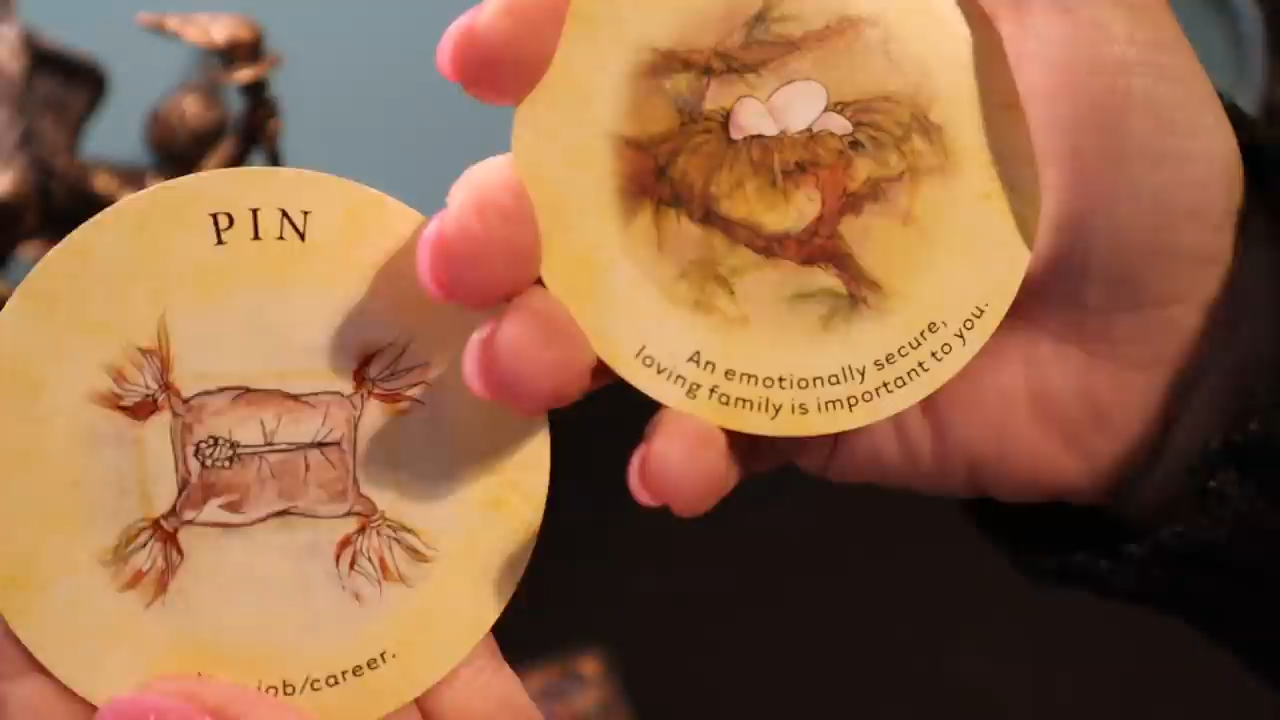 PIN
job/career.
An emotionally secure,
loving family is important to you.